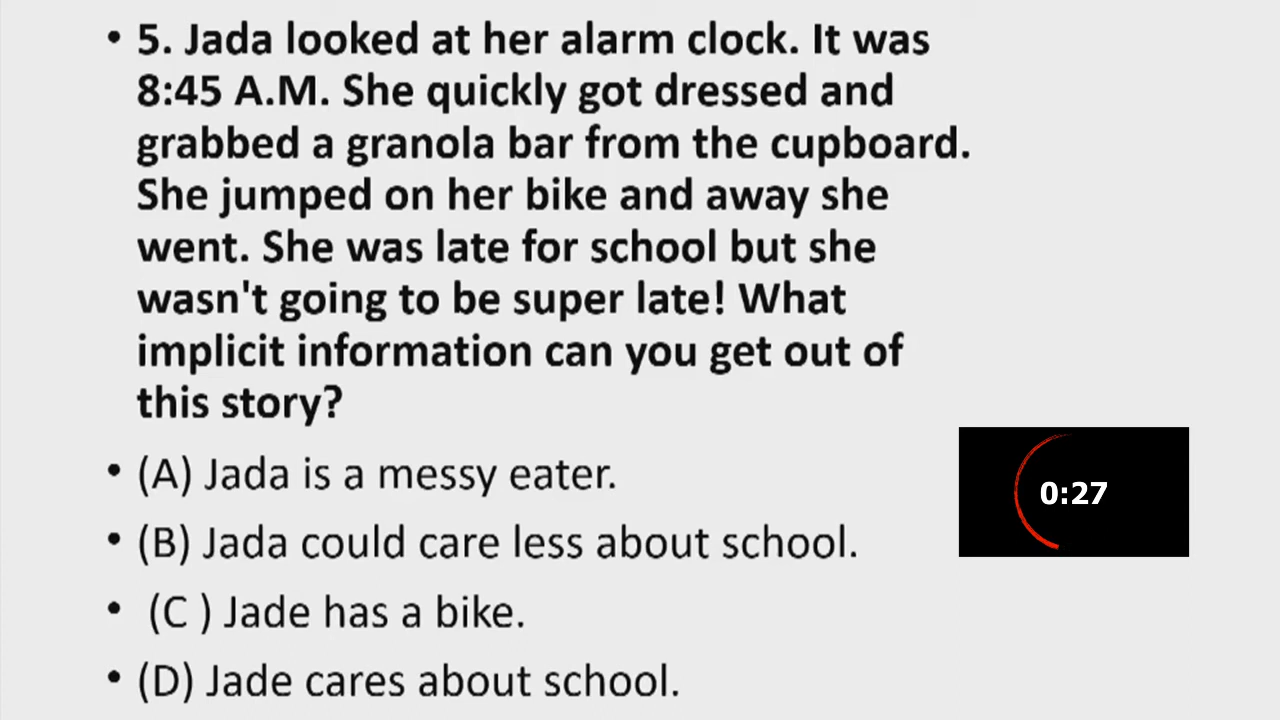 • 5. Jada looked at her alarm clock. It was
8:45 A.M. She quickly got dressed and
grabbed a granola bar from the cupboard.
She jumped on her bike and away she
went. She was late for school but she
wasn't going to be super late! What
implicit information can you get out of
this story?
• (A) Jada is a messy eater.
• (B) Jada could care less about school.
• (C ) Jade has a bike.
• (D) Jade cares about school.
0:27